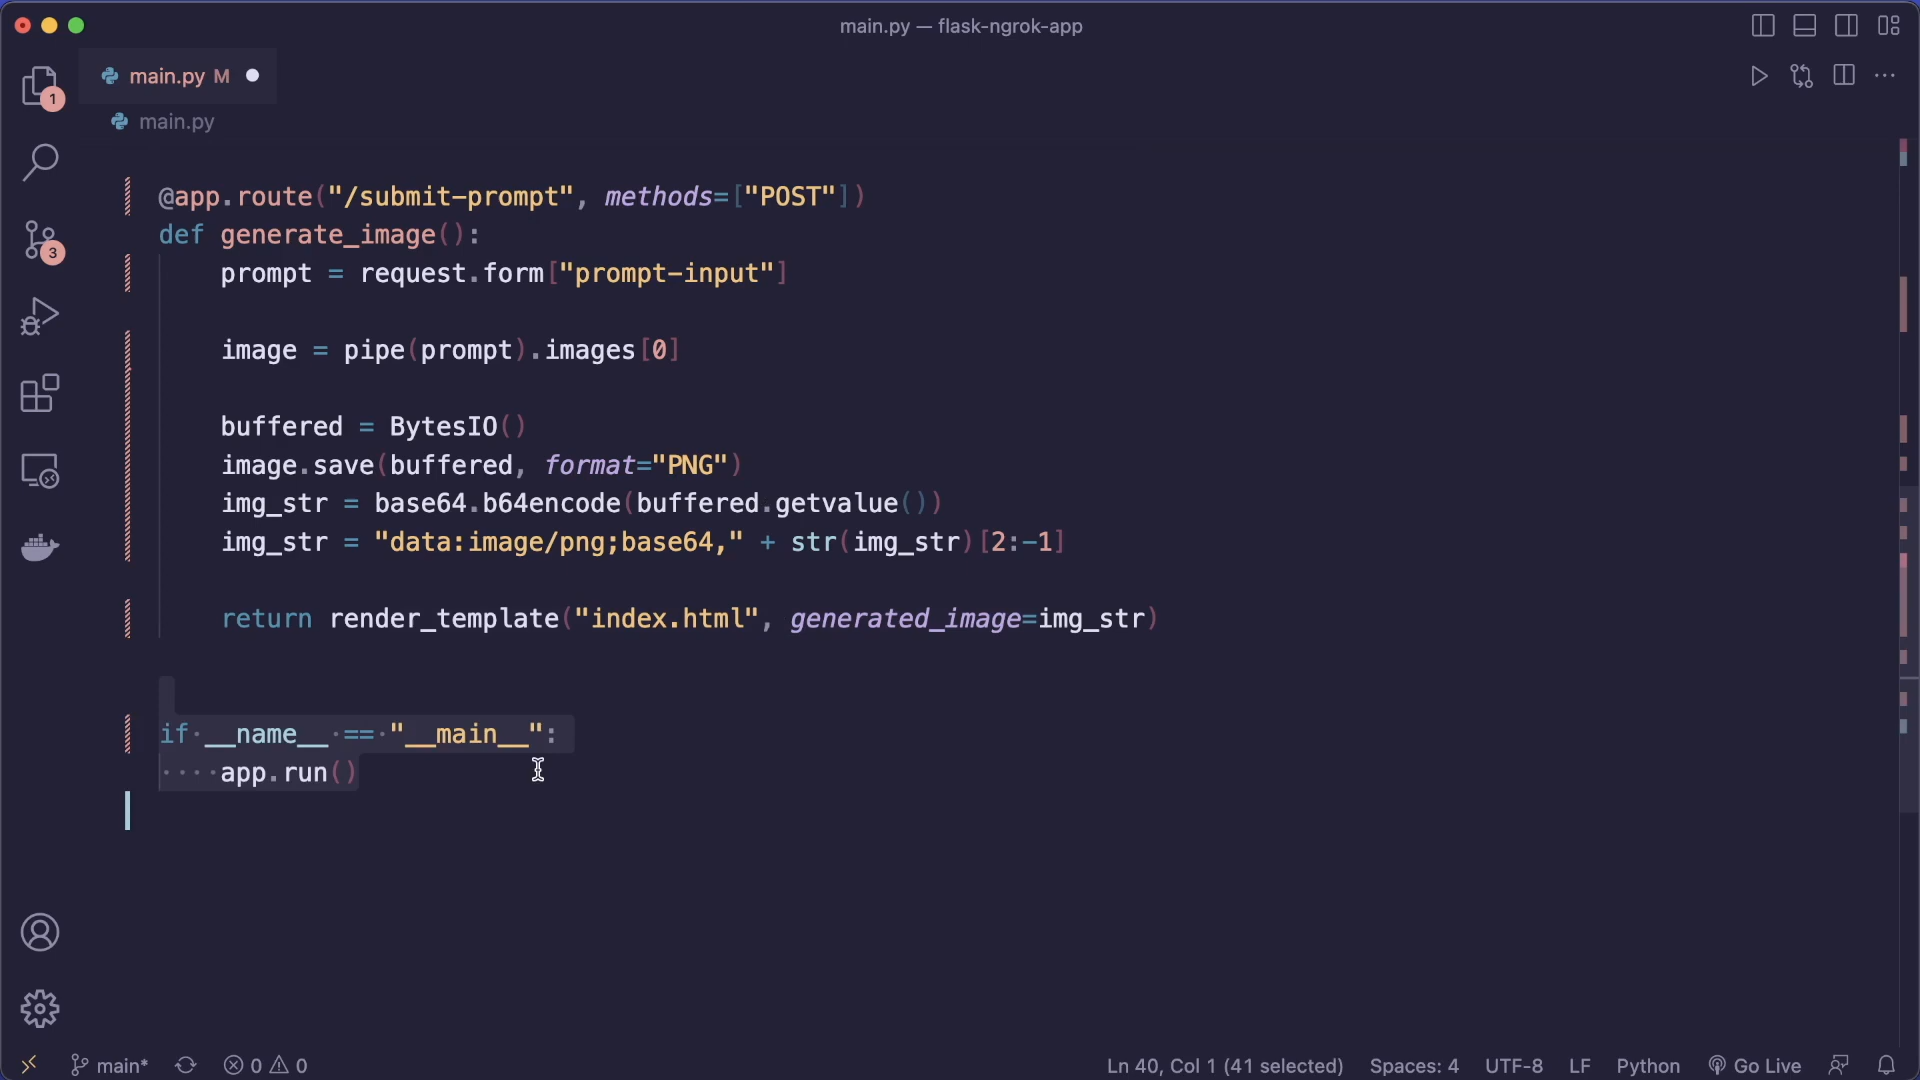 main.py — flask-ngrok-app
1
main.py M
main.py
3
@app.route("/submit-prompt", methods=["POST"])
def generate_image():
prompt = request.form["prompt-input"]
image = pipe(prompt).images[0]
buffered = BytesIO()
image.save(buffered, format="PNG")
img_str = base64.b64encode(buffered.getvalue())
img_str = "data:image/png;base64," + str(img_str)[2:-1]
return render_template("index.html", generated_image=img_str)
if __name__ == "__main__":
app.run()
main* 0 0 Ln 40, Col 1 (41 selected) Spaces: 4 UTF-8 LF Python Go Live